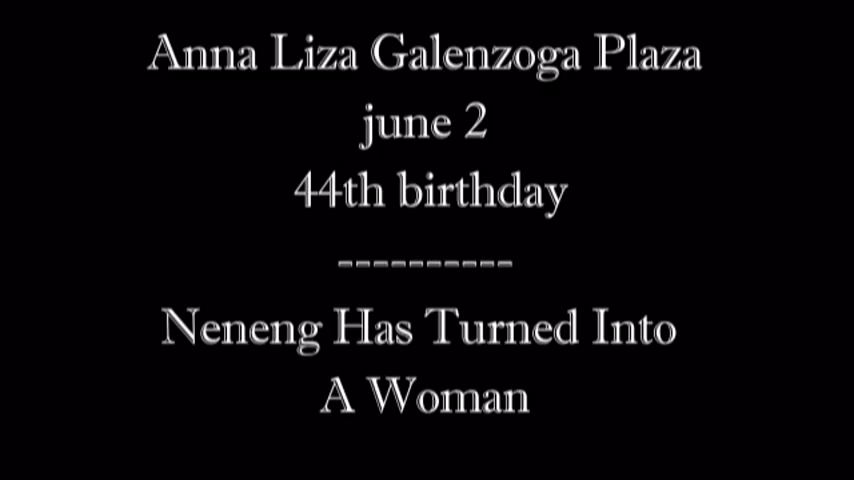 Anna Liza Galenzoga Plaza
june 2
44th birthday
----------
Neneng Has Turned Into
A Woman